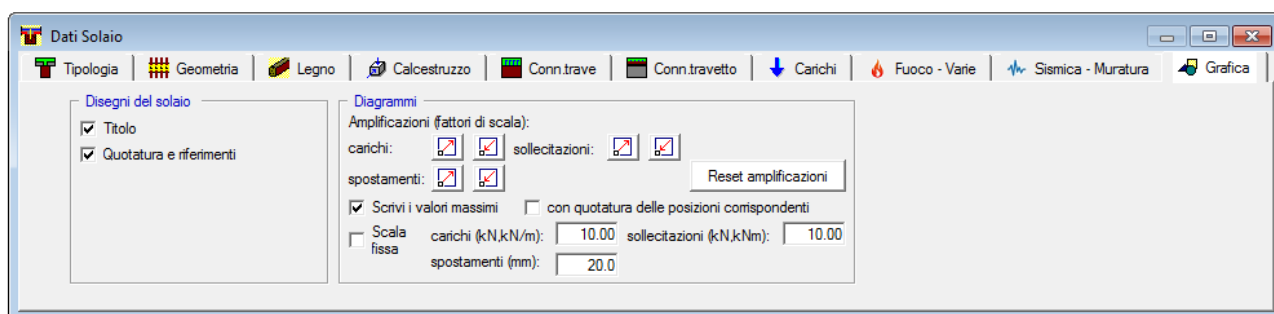 Dati Solaio
Tipologia Geometria Legno Calcestruzzo Conn.trave Conn.travetto Carichi Fuoco - Varie Sismica - Muratura Grafica
Disegni del solaio
Titolo
Quotatura e riferimenti
Diagrammi
Amplificazioni (fattori di scala):
carichi: sollecitazioni:
spostamenti: Reset amplificazioni
Scrivi i valori massimi con quotatura delle posizioni corrispondenti
Scala fissa carichi (kN,kN/m): 10.00 sollecitazioni (kN,kNm): 10.00
spostamenti (mm): 20.0